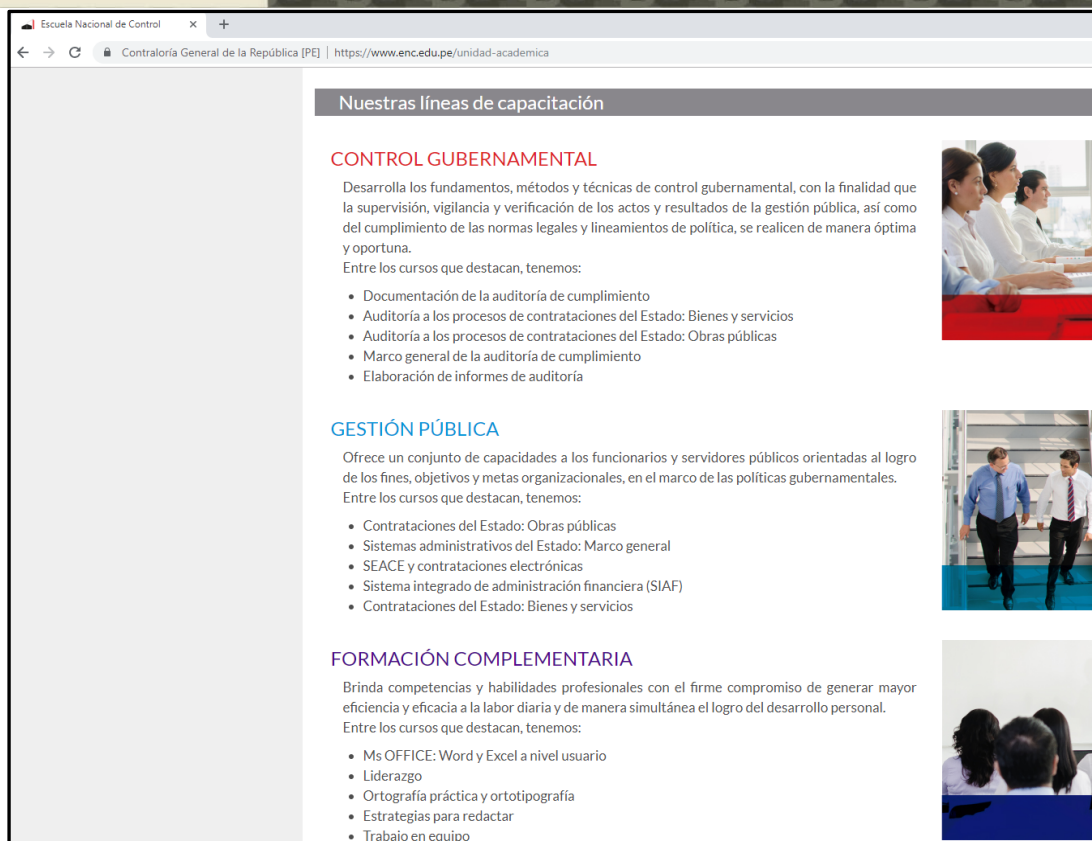 Escuela Nacional de Control
Contraloría General de la República [PE] | https://www.enc.edu.pe/unidad-academica
Nuestras líneas de capacitación
CONTROL GUBERNAMENTAL
Desarrolla los fundamentos, métodos y técnicas de control gubernamental, con la finalidad que
la supervisión, vigilancia y verificación de los actos y resultados de la gestión pública, así como
del cumplimiento de las normas legales y lineamientos de política, se realicen de manera óptima
y oportuna.
Entre los cursos que destacan, tenemos:
• Documentación de la auditoría de cumplimiento
• Auditoría a los procesos de contrataciones del Estado: Bienes y servicios
• Auditoría a los procesos de contrataciones del Estado: Obras públicas
• Marco general de la auditoría de cumplimiento
• Elaboración de informes de auditoría
GESTIÓN PÚBLICA
Ofrece un conjunto de capacidades a los funcionarios y servidores públicos orientadas al logro
de los fines, objetivos y metas organizacionales, en el marco de las políticas gubernamentales.
Entre los cursos que destacan, tenemos:
• Contrataciones del Estado: Obras públicas
• Sistemas administrativos del Estado: Marco general
• SEACE y contrataciones electrónicas
• Sistema integrado de administración financiera (SIAF)
• Contrataciones del Estado: Bienes y servicios
FORMACIÓN COMPLEMENTARIA
Brinda competencias y habilidades profesionales con el firme compromiso de generar mayor
eficiencia y eficacia a la labor diaria y de manera simultánea el logro del desarrollo personal.
Entre los cursos que destacan, tenemos:
• Ms OFFICE: Word y Excel a nivel usuario
• Liderazgo
• Ortografía práctica y ortotipografía
• Estrategias para redactar
• Trabajo en equipo